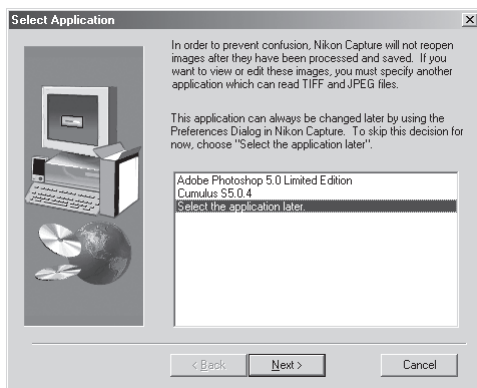 Select Application
In order to prevent confusion, Nikon Capture will not reopen
images after they have been processed and saved. If you
want to view or edit these images, you must specify another
application which can read TIFF and JPEG files.
This application can always be changed later by using the
Preferences Dialog in Nikon Capture. To skip this decision for
now, choose "Select the application later".
Adobe Photoshop 5.0 Limited Edition
Cumulus S5.0.4
Select the application later.
< Back
Next >
Cancel